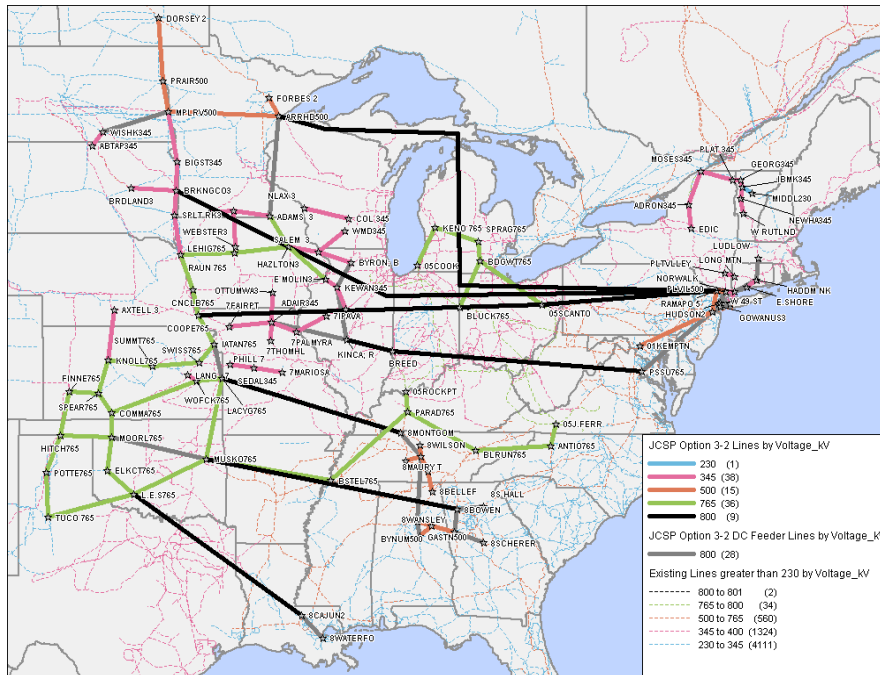 DORSEY 2
PRAIR500
FORBES 2
MPLRV500
ARRHD500
WISHK345
ABTAP345
PLAT 345
MOSES345
GEORG345
IBMK345
BIGST345
MIDDL230
BRKNGC03
NLAX-3
NEWHA345
BRDLAND3
ADRON345
SPLT.RK3
ADAMS_3
COL 345
W RUTLND
WEBSTER3
WMD345
KENO 765
SPRAG765
EDIC
LUDLOW
LEHIG765
SALEM 3
LONG MTN
RAUN 765
HAZLTON3
BYRON, B
05COOK
BDGWT765
PLTVLLEY
NORWALK
E MOLIN3
OTTUMWA3
KEWAN345
PLVIL500
HADDM NK
CNCLB765
7FAIRPT
ADAIR345
E SHORE
AXTELL 3
7IPAVA
BLUCK765
05SCANTO
RAMAPO 5
W 49 ST
GOWANUS3
COOPE765
HUDSON2
SUMMT765
IATAN765
7PALMYRA
SWISS765
7THOMHL
KINCA, R
01KEMPTN
KNOLL765
PHILL 7
BREED
LANG 7
7MARIOSA
PSSU765
FINNE765
SEDAL345
WOFCK765
05ROCKPT
SPEAR765
LACYG765
COMMA765
PARAD765
05J.FERR.
MOORL765
8MONTGOM
HITCH765
8WILSON
ANTIO765
BLRUN765
MUSKO765
8MAURY T
POTTE765
ELKCT765
BSTEL765
8BELLEF
L.E.S765
8S.HALL
TUCO 765
8BOWEN
8WANSLEY
BYNUM500
GASTN500
8SCHERER
8CAJUN2
8WATERFO
JCSP Option 3-2 Lines by Voltage_kV
230 (1)
345 (38)
500 (15)
765 (36)
800 (9)
JCSP Option 3-2 DC Feeder Lines by Voltage_kV
800 (28)
Existing Lines greater than 230 by Voltage_kV
800 to 801 (2)
765 to 800 (34)
500 to 765 (560)
345 to 400 (1324)
230 to 345 (4111)